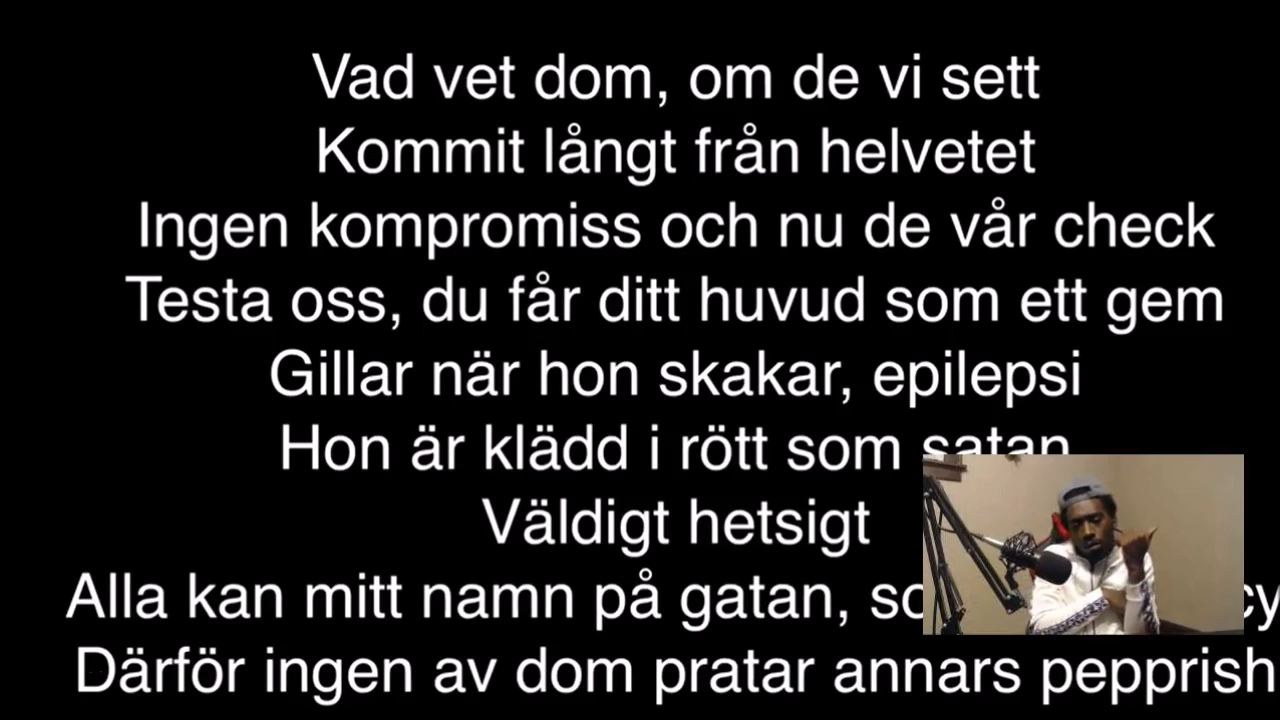 Vad vet dom, om de vi sett
Kommit långt från helvetet
Ingen kompromiss och nu de vår check
Testa oss, du får ditt huvud som ett gem
Gillar när hon skakar, epilepsi
Hon är klädd i rött som satan
Väldigt hetsigt
Alla kan mitt namn på gatan,
Därför ingen av dom pratar annars pepprish